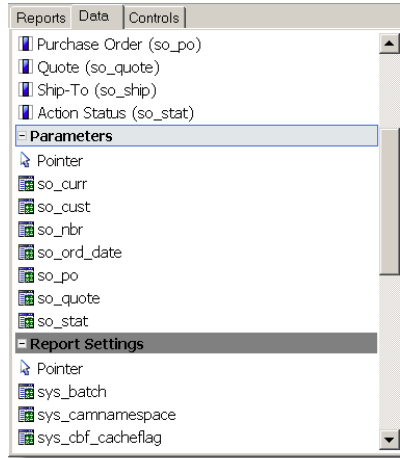 Reports Data Controls
Purchase Order (so_po)
Quote (so_quote)
Ship-To (so_ship)
Action Status (so_stat)
Parameters
Pointer
so_curr
so_cust
so_nbr
so_ord_date
so_po
so_quote
so_stat
Report Settings
Pointer
sys_batch
sys_camnamespace
sys_cbf_cacheflag